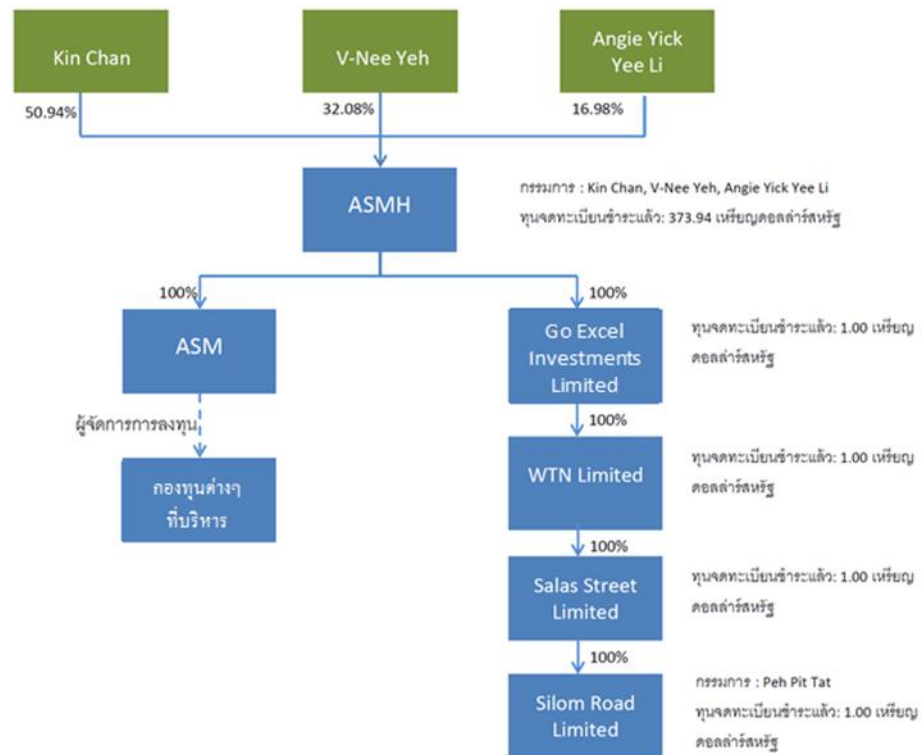 Kin Chan
V-Nee Yeh
Angie Yick
Yee Li
50.94%
32.08%
16.98%
ASMH
กรรมการ : Kin Chan, V-Nee Yeh, Angie Yick Yee Li
ทุนจดทะเบียนชำระแล้ว: 373.94 เหรียญดอลล่าร์สหรัฐ
100%
100%
ASM
Go Excel
Investments
Limited
ทุนจดทะเบียนชำระแล้ว: 1.00 เหรียญ
ดอลล่าร์สหรัฐ
ผู้จัดการการลงทุน
100%
กองทุนต่างๆ
ที่บริหาร
WTN Limited
ทุนจดทะเบียนชำระแล้ว: 1.00 เหรียญ
ดอลล่าร์สหรัฐ
100%
Salas Street
Limited
ทุนจดทะเบียนชำระแล้ว: 1.00 เหรียญ
ดอลล่าร์สหรัฐ
100%
Silom Road
Limited
กรรมการ : Peh Pit Tat
ทุนจดทะเบียนชำระแล้ว: 1.00 เหรียญ
ดอลล่าร์สหรัฐ